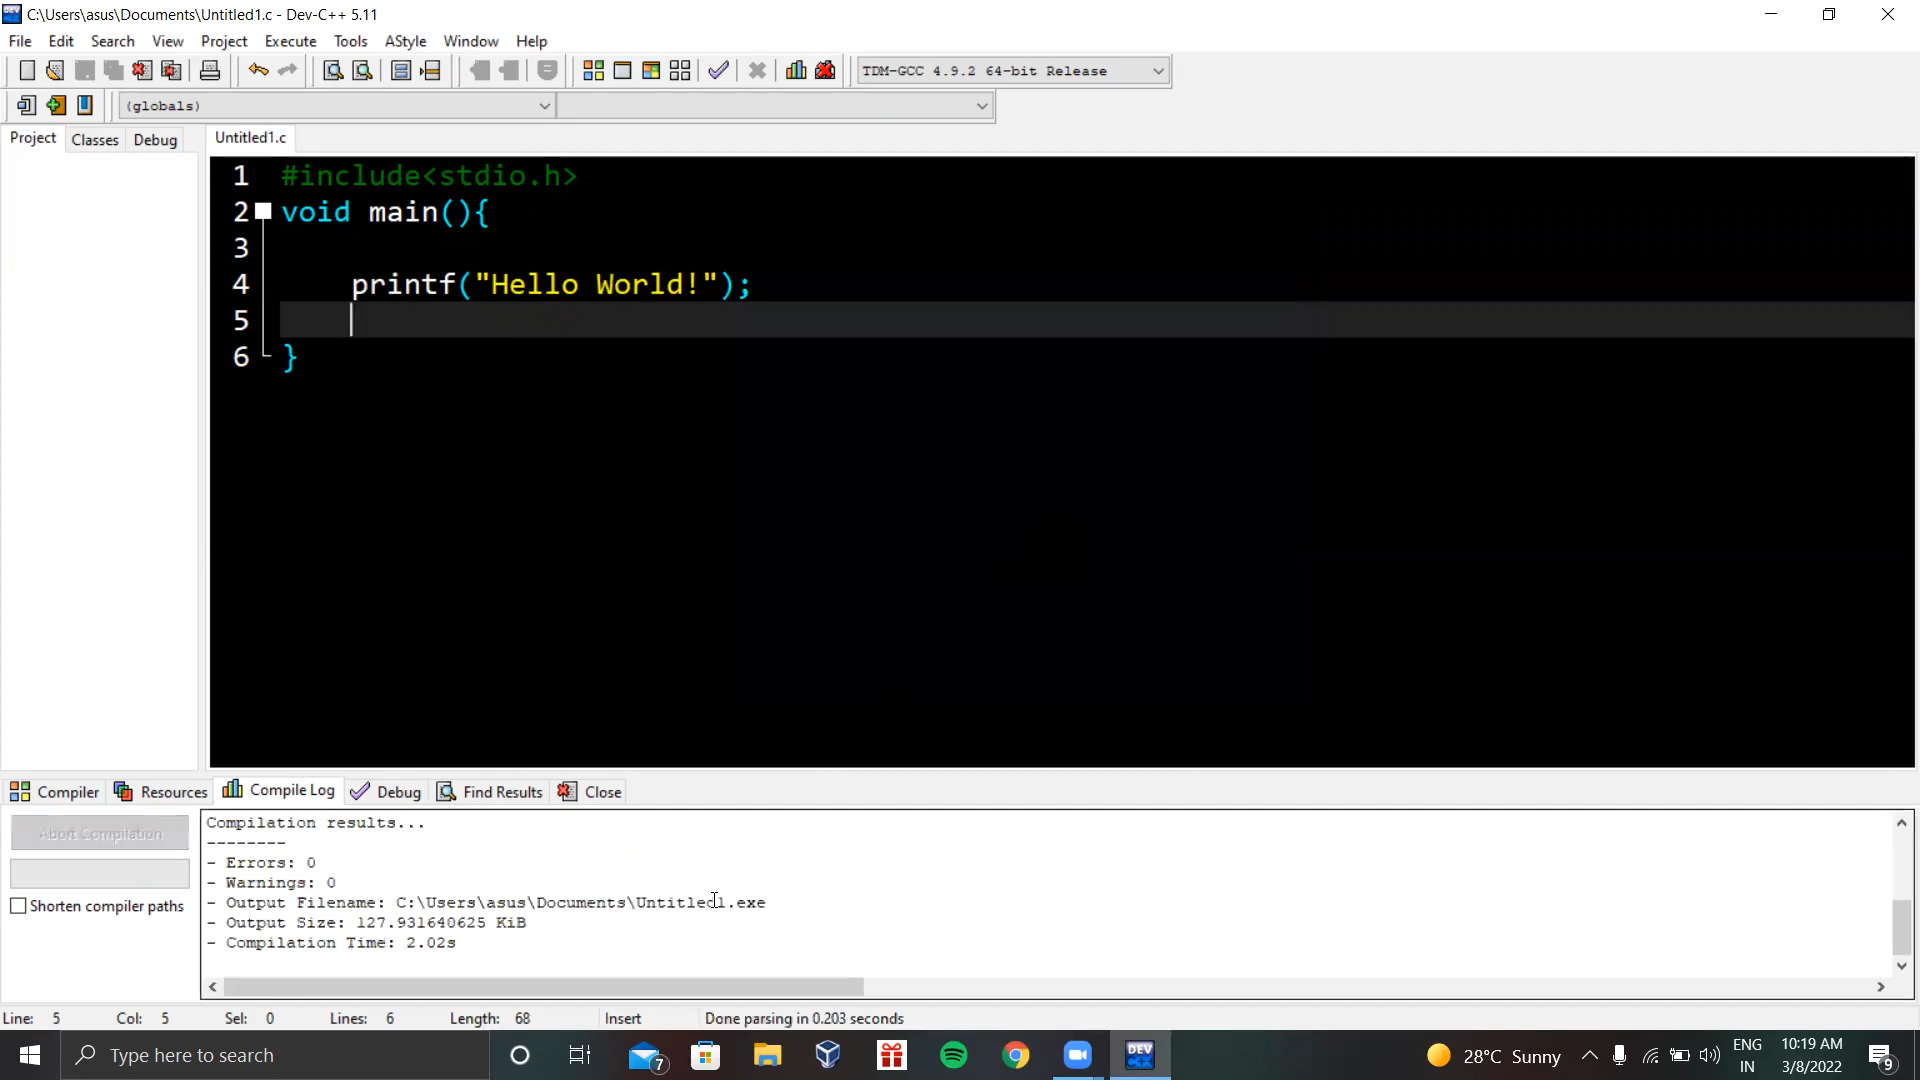 C:\Users\asus\Documents\Untitled1.c - Dev-C++ 5.11
File Edit Search View Project Execute Tools AStyle Window Help
TDM-GCC 4.9.2 64-bit Release
(globals)
Project Classes Debug Untitled1.c
1 #include<stdio.h>
2 void main(){
3
4 printf("Hello World!");
5
6 }
Compiler Resources Compile Log Debug Find Results Close
Abort Compilation
Shorten compiler paths
Compilation results...
--------
- Errors: 0
- Warnings: 0
- Output Filename: C:\Users\asus\Documents\Untitled1.exe
- Output Size: 127.931640625 KiB
- Compilation Time: 2.02s
Line: 5 Col: 5 Sel: 0 Lines: 6 Length: 68 Insert Done parsing in 0.203 seconds
Type here to search
7
DEV C++
28°C Sunny
ENG
IN
10:19 AM
3/8/2022
9